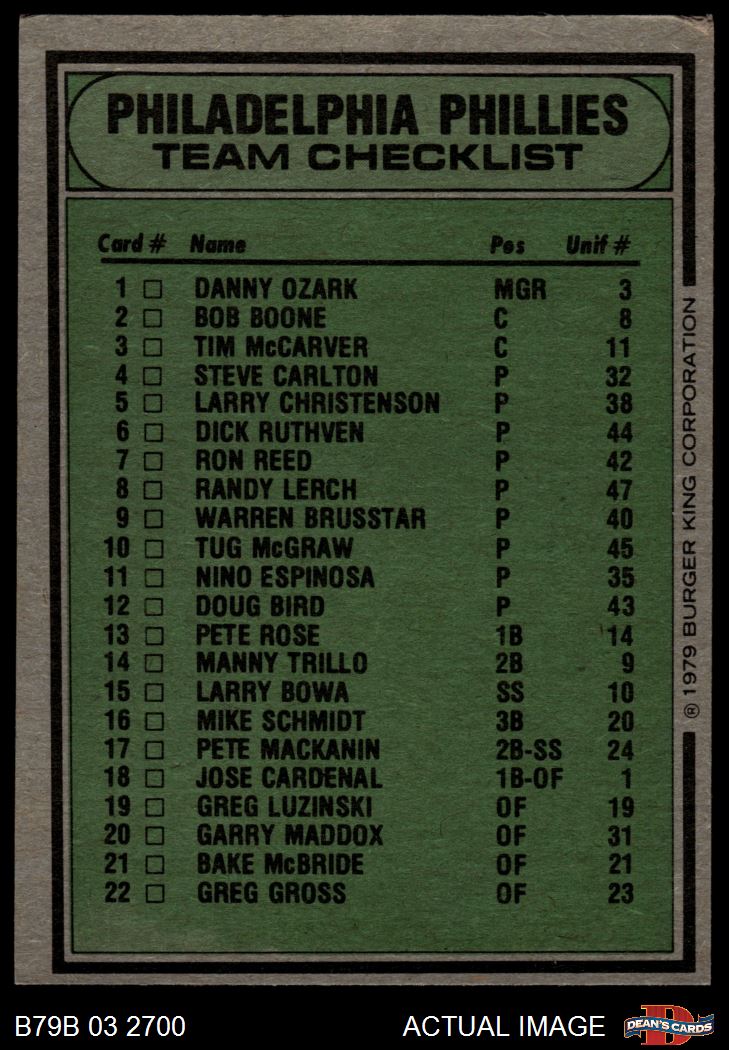 PHILADELPHIA PHILLIES
TEAM CHECKLIST
Card # Name Pos Unif #
1 DANNY OZARK MGR 3
2 BOB BOONE C 8
3 TIM McCARVER C 11
4 STEVE CARLTON P 32
5 LARRY CHRISTENSON P 38
6 DICK RUTHVEN P 44
7 RON REED P 42
8 RANDY LERCH P 47
9 WARREN BRUSSTAR P 40
10 TUG McGRAW P 45
11 NINO ESPINOSA P 35
12 DOUG BIRD P 43
13 PETE ROSE 1B 14
14 MANNY TRILLO 2B 9
15 LARRY BOWA SS 10
16 MIKE SCHMIDT 3B 20
17 PETE MACKANIN 2B-SS 24
18 JOSE CARDENAL 1B-OF 1
19 GREG LUZINSKI OF 19
20 GARRY MADDOX OF 31
21 BAKE McBRIDE OF 21
22 GREG GROSS OF 23
® 1979 BURGER KING CORPORATION
B79B 03 2700 ACTUAL IMAGE
DEAN'S CARDS